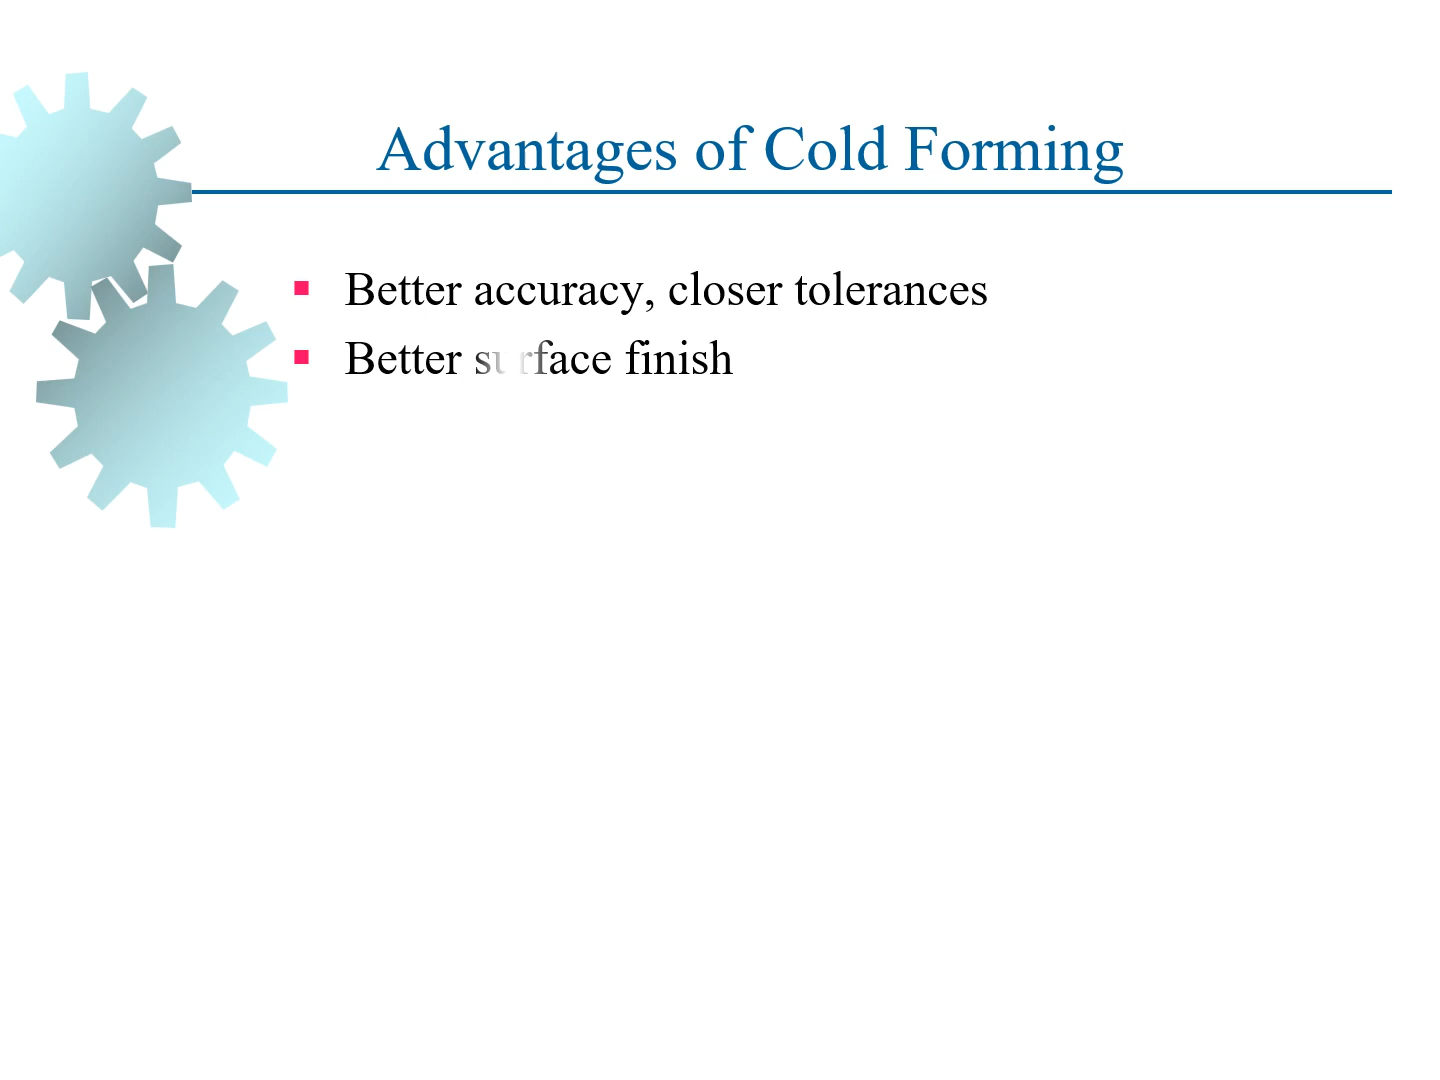 Advantages of Cold Forming
Better accuracy, closer tolerances
Better surface finish